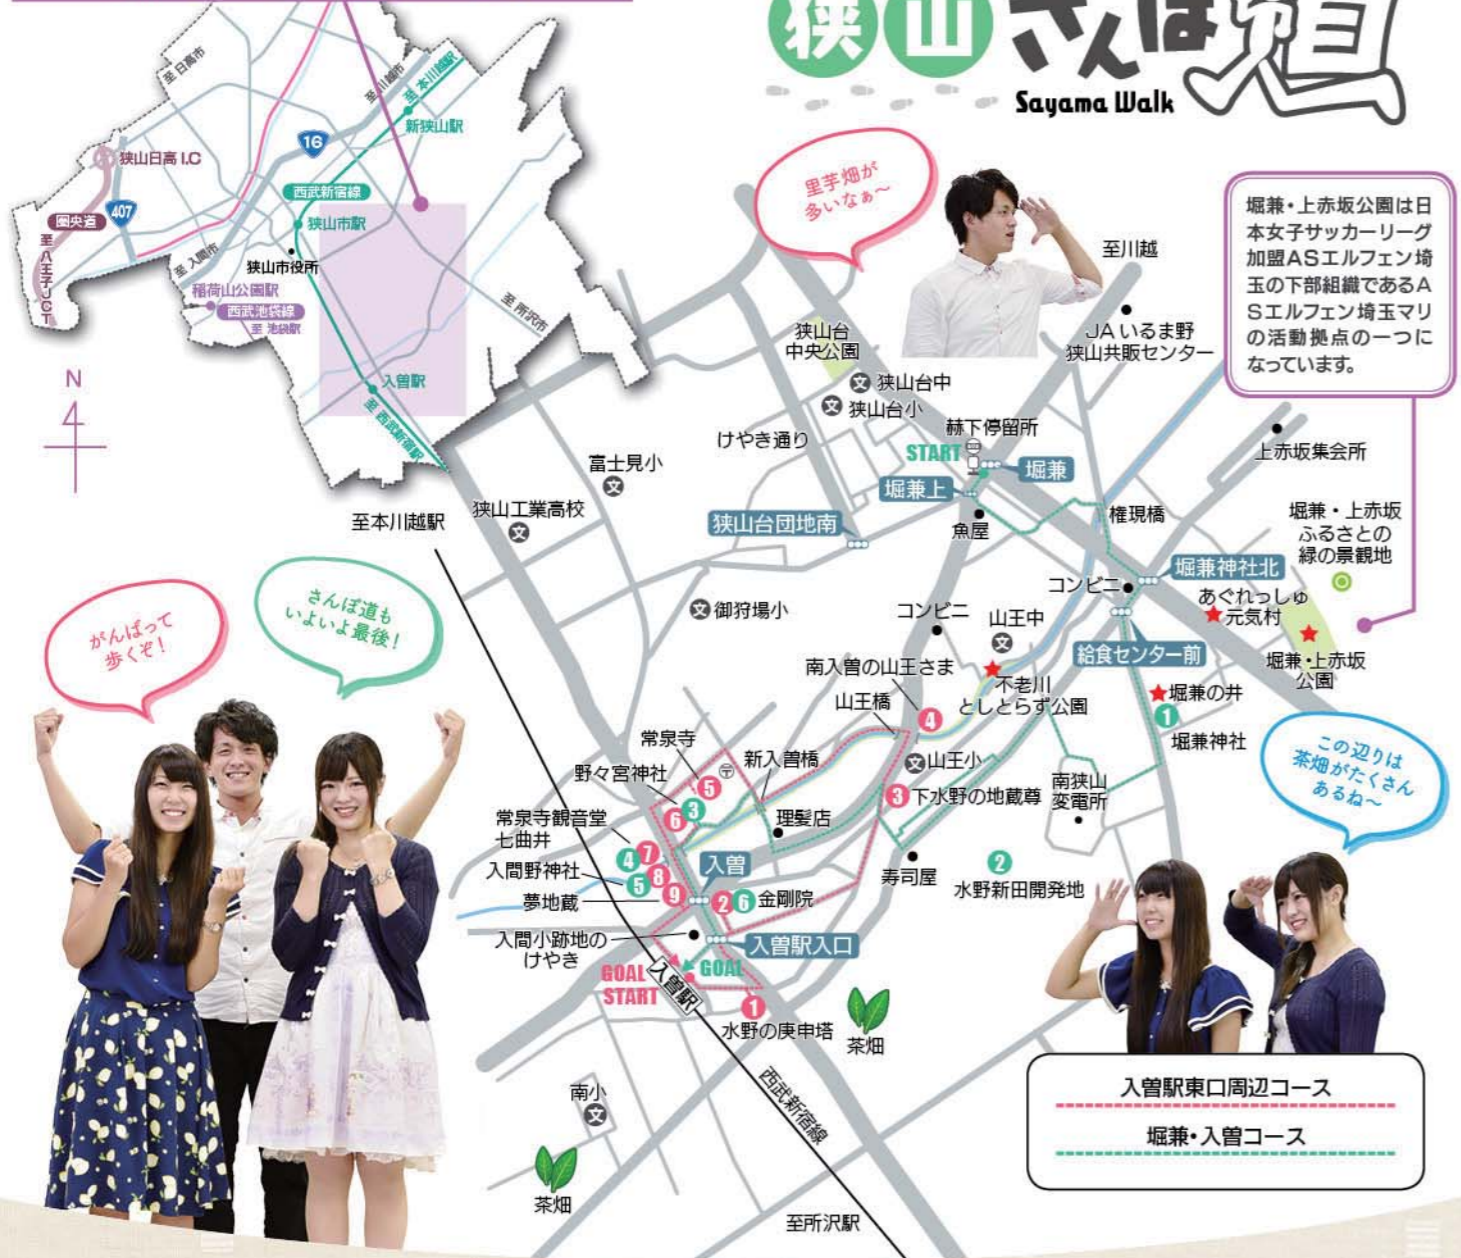 狭山さんぽ道
Sayama Walk
至日高市
至川越市
至本川越駅
新狭山駅
16
狭山日高I.C
407
圏央道
西武新宿線
狭山市駅
至八王子JCT
至入間市
狭山市役所
稲荷山公園駅
西武池袋線
至池袋駅
至所沢市
入曽駅
至西武新宿駅
N
里芋畑が
多いなぁ〜
堀兼・上赤坂公園は日
本女子サッカーリーグ
加盟ASエルフェン埼
玉の下部組織であるA
Sエルフェン埼玉マリ
の活動拠点の一つに
なっています。
至川越
JAいるま野
狭山共販センター
狭山台
中央公園
文 狭山台中
文 狭山台小
けやき通り
赫下停留所
START
堀兼
堀兼上
魚屋
上赤坂集会所
富士見小
文
狭山工業高校
文
至本川越駅
狭山台団地南
権現橋
堀兼・上赤坂
ふるさとの
緑の景観地
堀兼神社北
コンビニ
あぐれっしゅ
元気村
文 御狩場小
コンビニ
山王中
文
給食センター前
堀兼・上赤坂
公園
南入曽の山王さま
不老川
としとらず公園
堀兼の井
1
堀兼神社
山王橋
4
がんばって
歩くぞ！
さんぽ道も
いよいよ最後！
この辺りは
茶畑がたくさん
あるね〜
常泉寺
5
〒
新入曽橋
文 山王小
野々宮神社
3
6
3 下水野の地蔵尊
南狭山
変電所
常泉寺観音堂
七曲井
理髪店
4 7
入間野神社
5 8
夢地蔵
9
入曽
2 6 金剛院
寿司屋
2
水野新田開発地
入間小跡地の
けやき
入曽駅入口
GOAL
START
GOAL
入曽駅
1
水野の庚申塔
茶畑
南小
文
西武新宿線
茶畑
至所沢駅
入曽駅東口周辺コース
堀兼・入曽コース